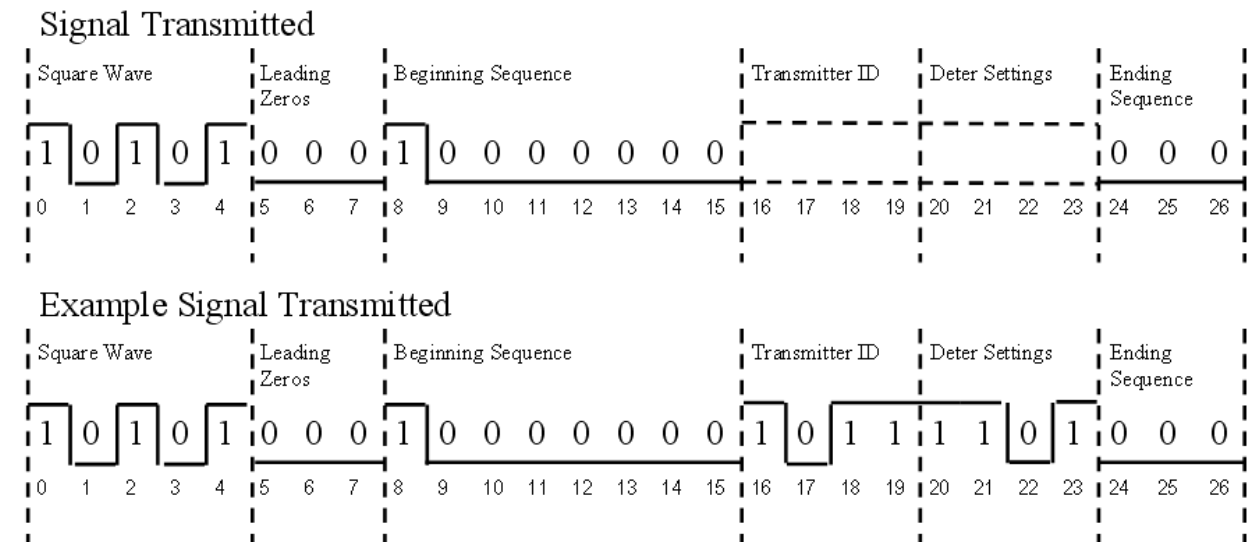 Signal Transmitted
Square Wave Leading Zeros Beginning Sequence Transmitter ID Deter Settings Ending Sequence
1 0 1 0 1 0 0 0 1 0 0 0 0 0 0 0 0 0 0
0 1 2 3 4 5 6 7 8 9 10 11 12 13 14 15 16 17 18 19 20 21 22 23 24 25 26
Example Signal Transmitted
Square Wave Leading Zeros Beginning Sequence Transmitter ID Deter Settings Ending Sequence
1 0 1 0 1 0 0 0 1 0 0 0 0 0 0 0 1 0 1 1 1 1 0 1 0 0 0
0 1 2 3 4 5 6 7 8 9 10 11 12 13 14 15 16 17 18 19 20 21 22 23 24 25 26